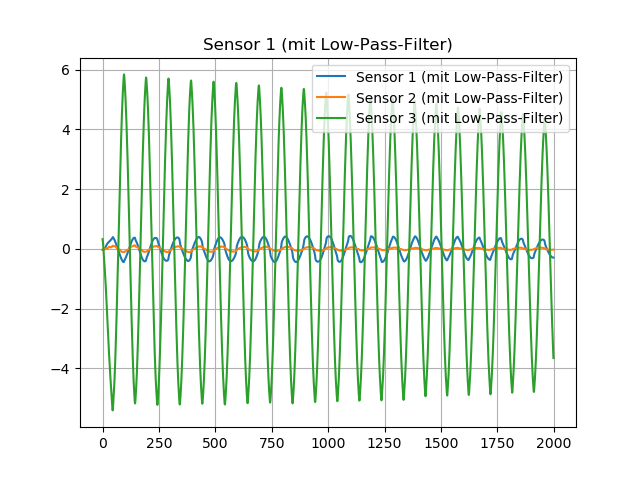 Sensor 1 (mit Low-Pass-Filter)
6
4
2
0
−2
−4
Sensor 1 (mit Low-Pass-Filter)
Sensor 2 (mit Low-Pass-Filter)
Sensor 3 (mit Low-Pass-Filter)
0 250 500 750 1000 1250 1500 1750 2000